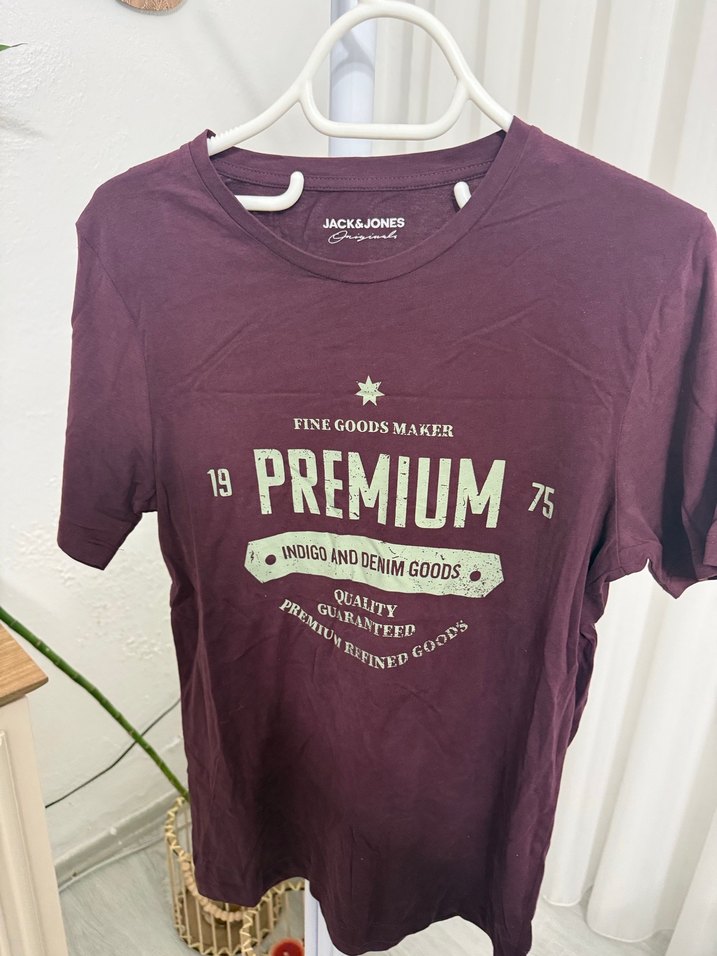 JACK&JONES
Originals
FINE GOODS MAKER
19 PREMIUM 75
INDIGO AND DENIM GOODS
QUALITY
GUARANTEED
PREMIUM REFINED GOODS